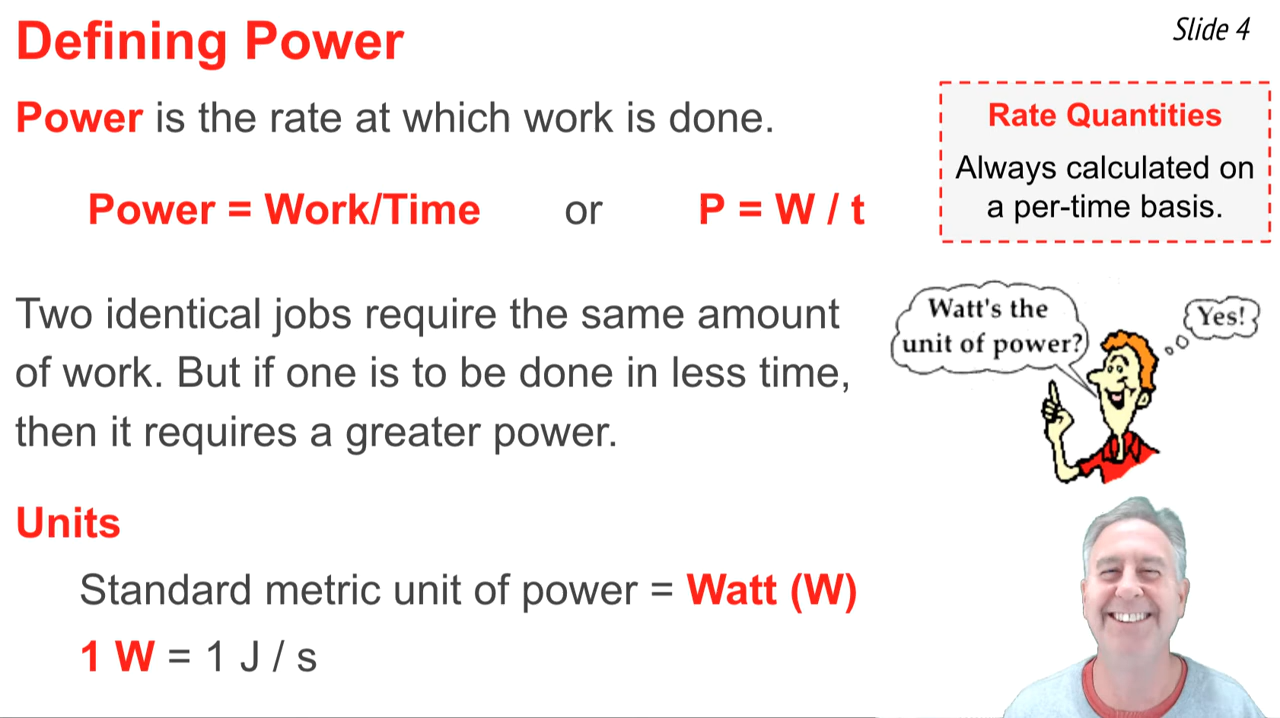 Defining Power
Slide 4
Power is the rate at which work is done.
Power = Work/Time or P = W / t
Rate Quantities
Always calculated on
a per-time basis.
Two identical jobs require the same amount
of work. But if one is to be done in less time,
then it requires a greater power.
Watt's the
unit of power?
Yes!
Units
Standard metric unit of power = Watt (W)
1 W = 1 J / s